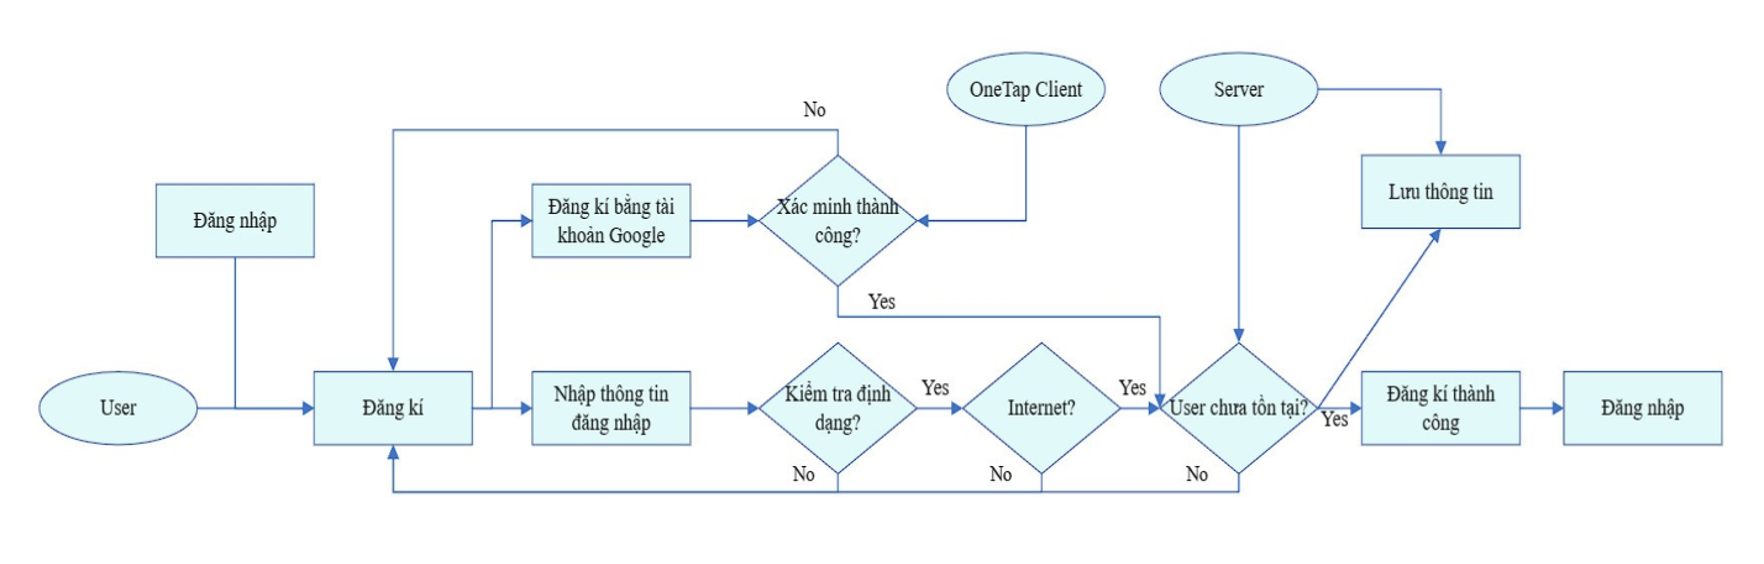 OneTap Client
Server
No
Lưu thông tin
Đăng nhập
Đăng kí bằng tài
khoản Google
Xác minh thành
công?
Yes
User
Đăng kí
Nhập thông tin
đăng nhập
Kiểm tra định
dạng?
Yes
Internet?
Yes
User chưa tồn tại?
Yes
Đăng kí thành
công
Đăng nhập
No
No
No